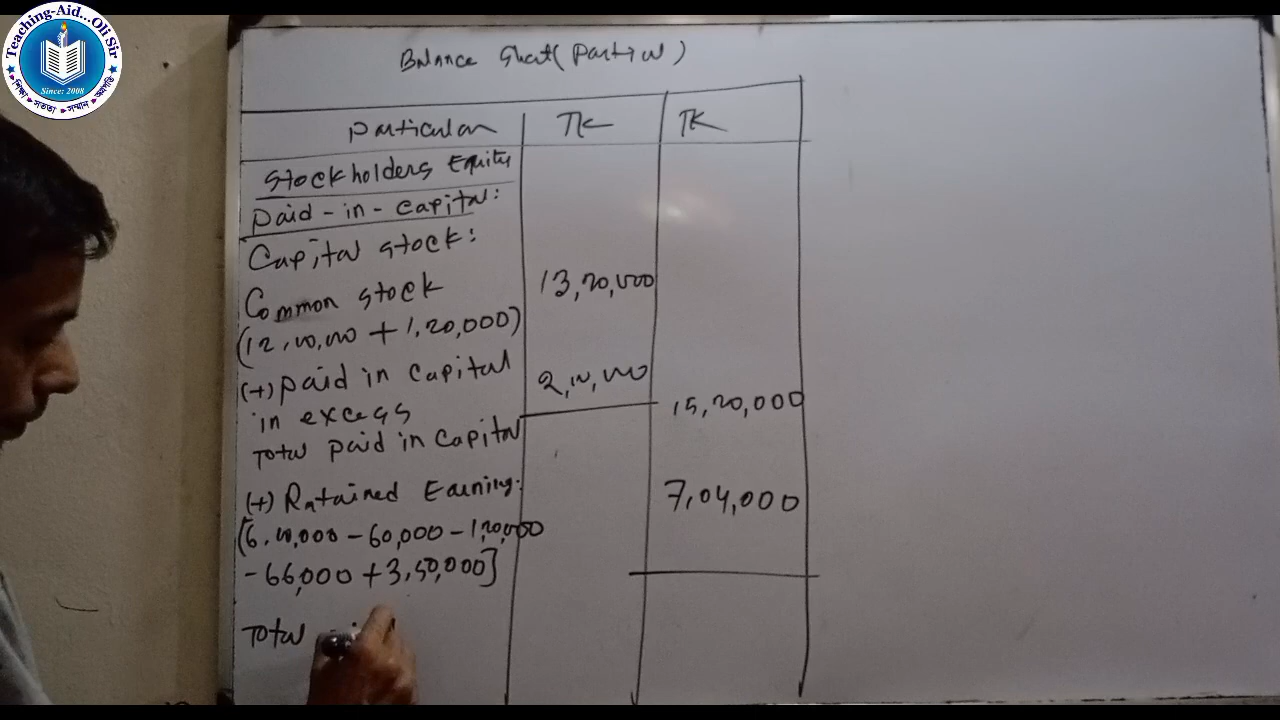 Teaching-Aid...Oli Sir
Since: 2008
শিক্ষা ★ সততা ★ সম্মান ★ প্রগতি
Balance Sheet (Partial)
Particular TK TK
Stockholders Equity
Paid-in-capital:
Capital stock:
Common stock 13,20,000
(12,00,000 + 1,20,000)
(+) paid in capital 2,00,000
in excess 15,20,000
Total paid in capital
(+) Retained Earning: 7,04,000
[6,00,000 - 60,000 - 1,20,000
- 66,000 + 3,50,000]
Total